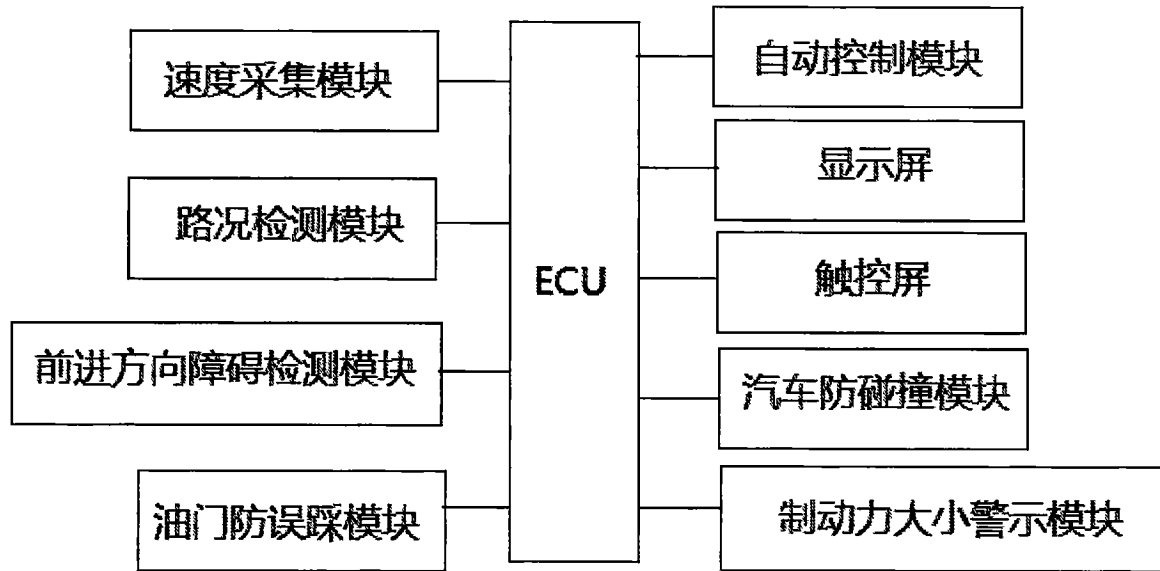 速度采集模块
路况检测模块
前进方向障碍检测模块
油门防误踩模块
ECU
自动控制模块
显示屏
触控屏
汽车防碰撞模块
制动力大小警示模块